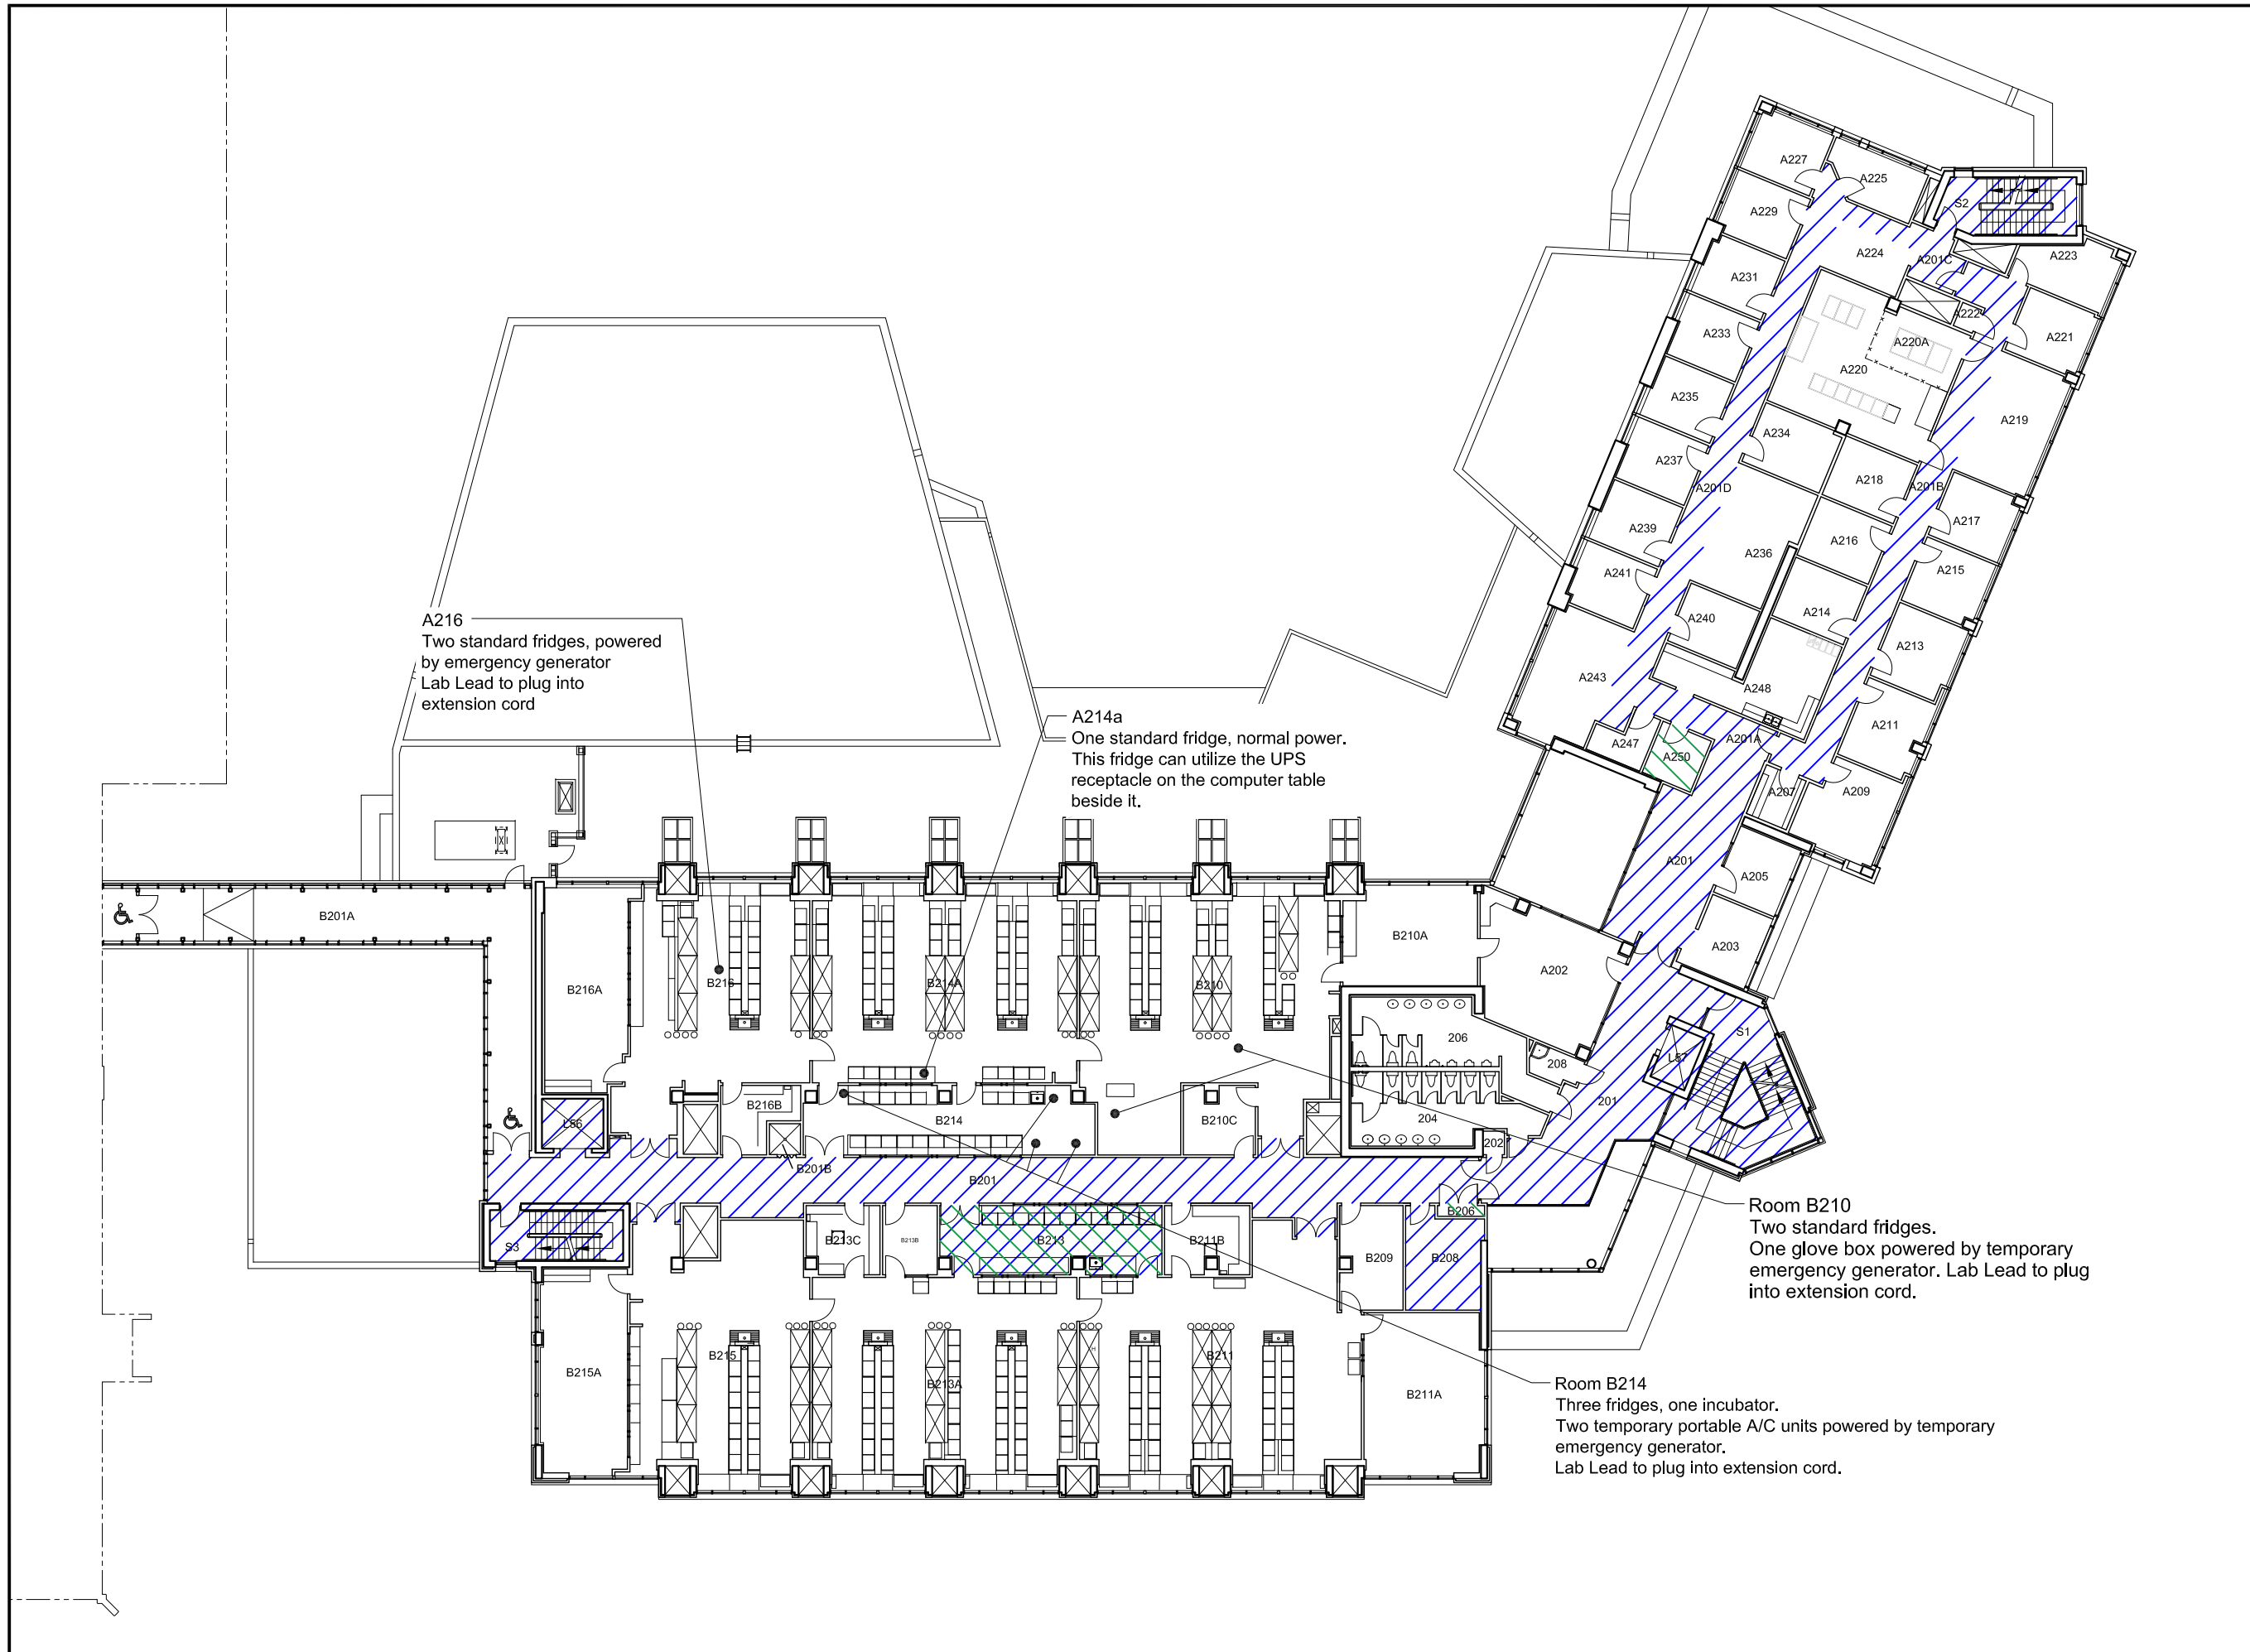 A227
A225
A229
S2
A224
A201C
A223
A231
A222
A233
A220A
A221
A220
A235
A219
A234
A237
A218
A201D
A201B
A217
A239
A236
A216
A241
A215
A214
A240
A213
A243
A248
A211
A247
A201A
A250
A207
A209
A201
A205
A203
A202
A216
Two standard fridges, powered
by emergency generator
Lab Lead to plug into
extension cord
A214a
One standard fridge, normal power.
This fridge can utilize the UPS
receptacle on the computer table
beside it.
B201A
B216A
B216
B214A
B210
B210A
206
S1
LS7
208
201
204
202
LS6
B216B
B214
B210C
B201B
B201
S3
B213C
B213B
B213
B211B
B209
B208
B206
B215A
B215
B213A
H
B211
B211A
Room B210
Two standard fridges.
One glove box powered by temporary
emergency generator. Lab Lead to plug
into extension cord.
Room B214
Three fridges, one incubator.
Two temporary portable A/C units powered by temporary
emergency generator.
Lab Lead to plug into extension cord.